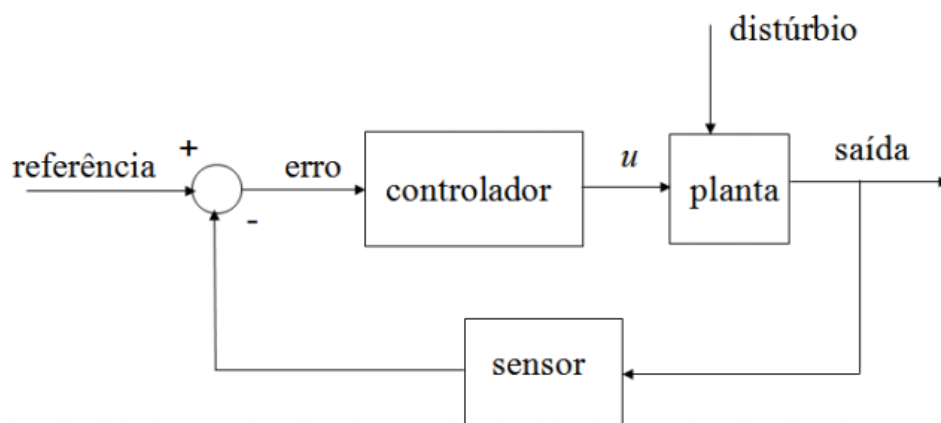 distúrbio
+
referência
erro
controlador
u
planta
saída
-
sensor